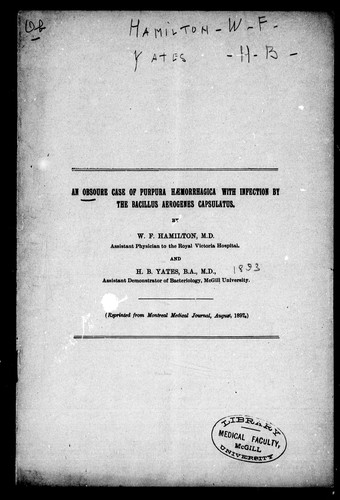 HAMILTON - W - F -
YATES - H - B -
AN OBSCURE CASE OF PURPURA HÆMORRHAGICA WITH INFECTION BY
THE BACILLUS AEROGENES CAPSULATUS.
BY
W. F. HAMILTON, M.D.
Assistant Physician to the Royal Victoria Hospital.
AND
H. B. YATES, B.A., M.D., 1893
Assistant Demonstrator of Bacteriology, McGill University.
(Reprinted from Montreal Medical Journal, August, 1897.)
LIBRARY
MEDICAL FACULTY,
McGILL
UNIVERSITY